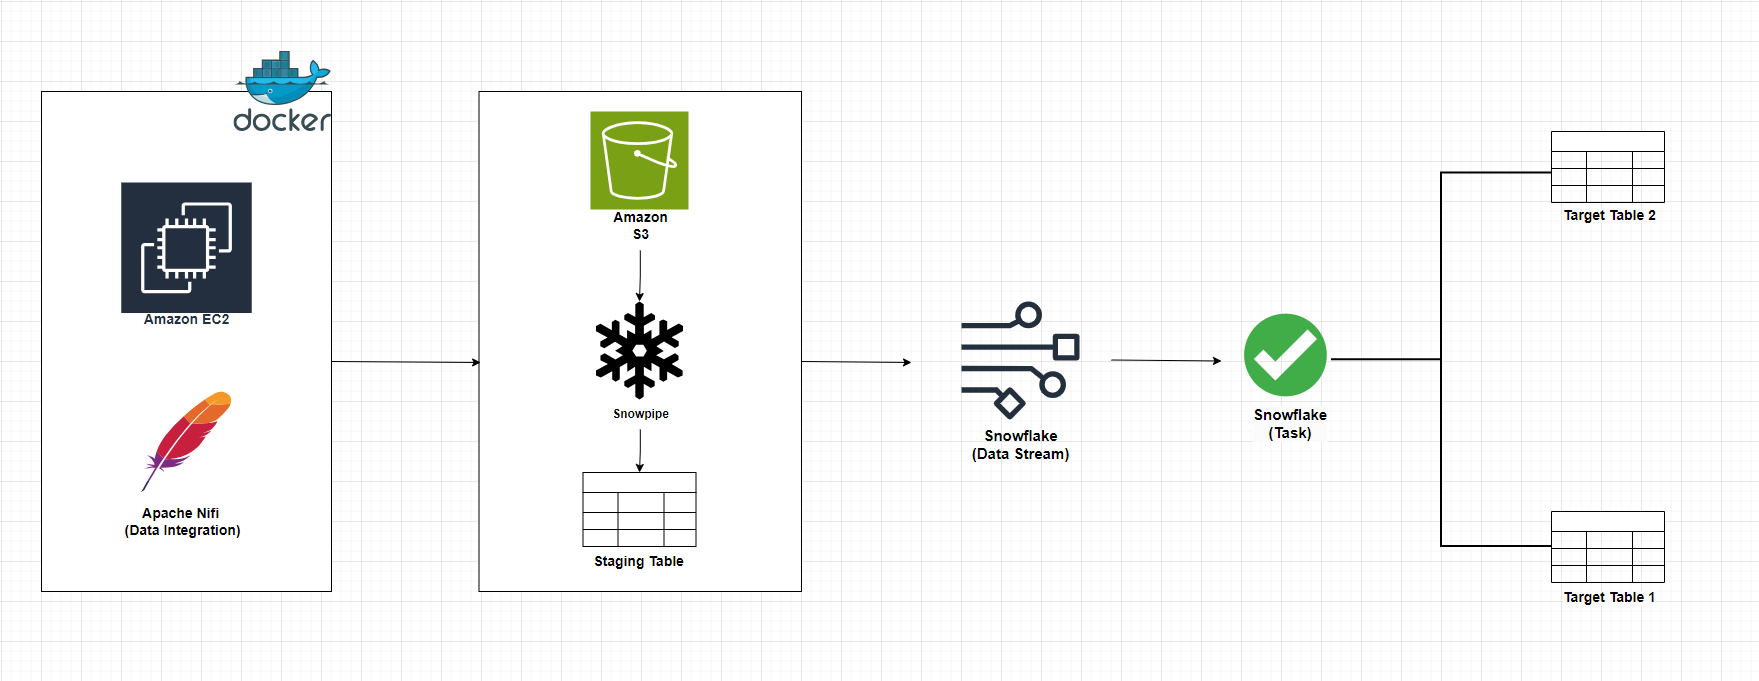 docker
Amazon EC2
Apache Nifi
(Data Integration)
Amazon
S3
Snowpipe
Staging Table
Snowflake
(Data Stream)
Snowflake
(Task)
Target Table 2
Target Table 1